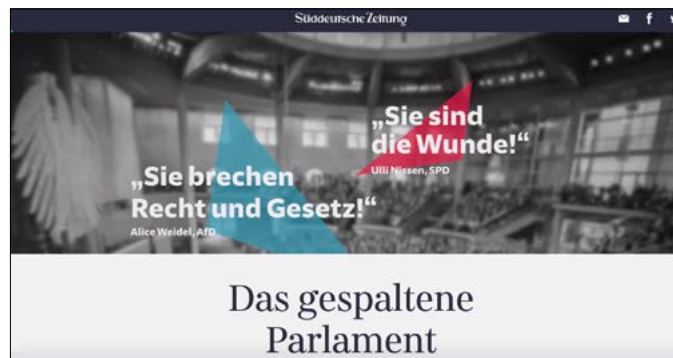 Süddeutsche Zeitung
„Sie sind
die Wunde!“
Ulli Nissen, SPD
„Sie brechen
Recht und Gesetz!“
Alice Weidel, AfD
Das gespaltene
Parlament